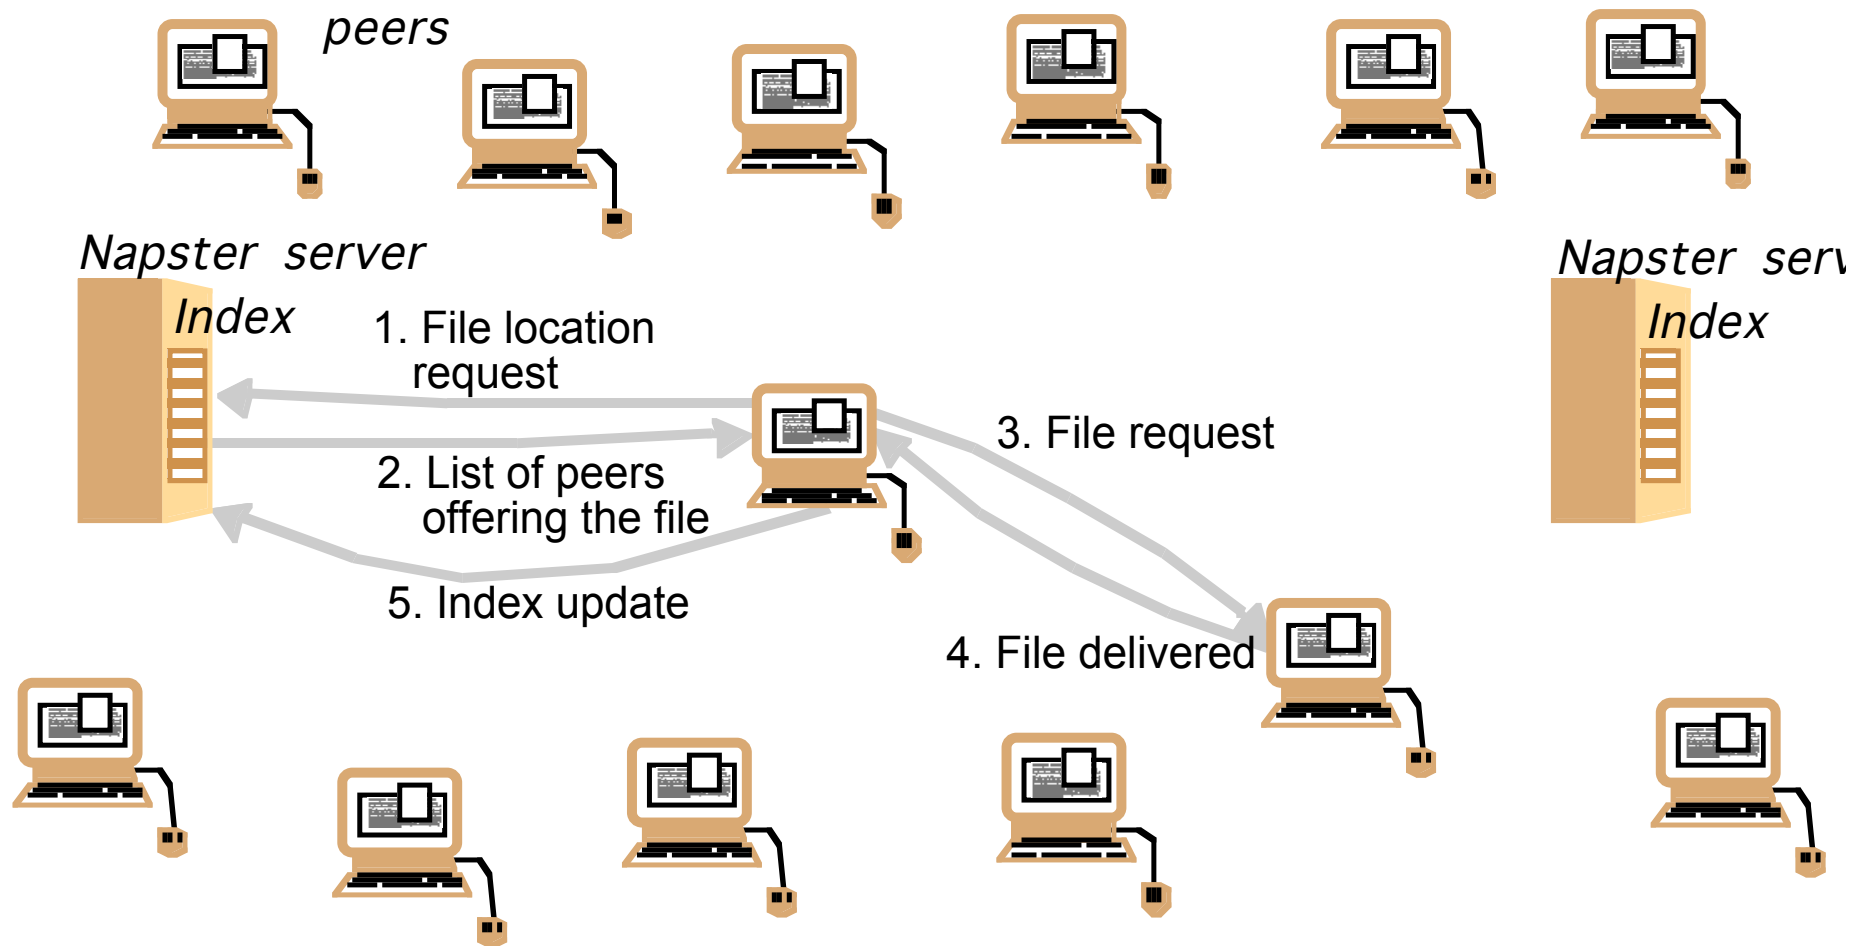 peers
Napster server
Index
Napster serv
Index
1. File location
request
2. List of peers
offering the file
3. File request
4. File delivered
5. Index update